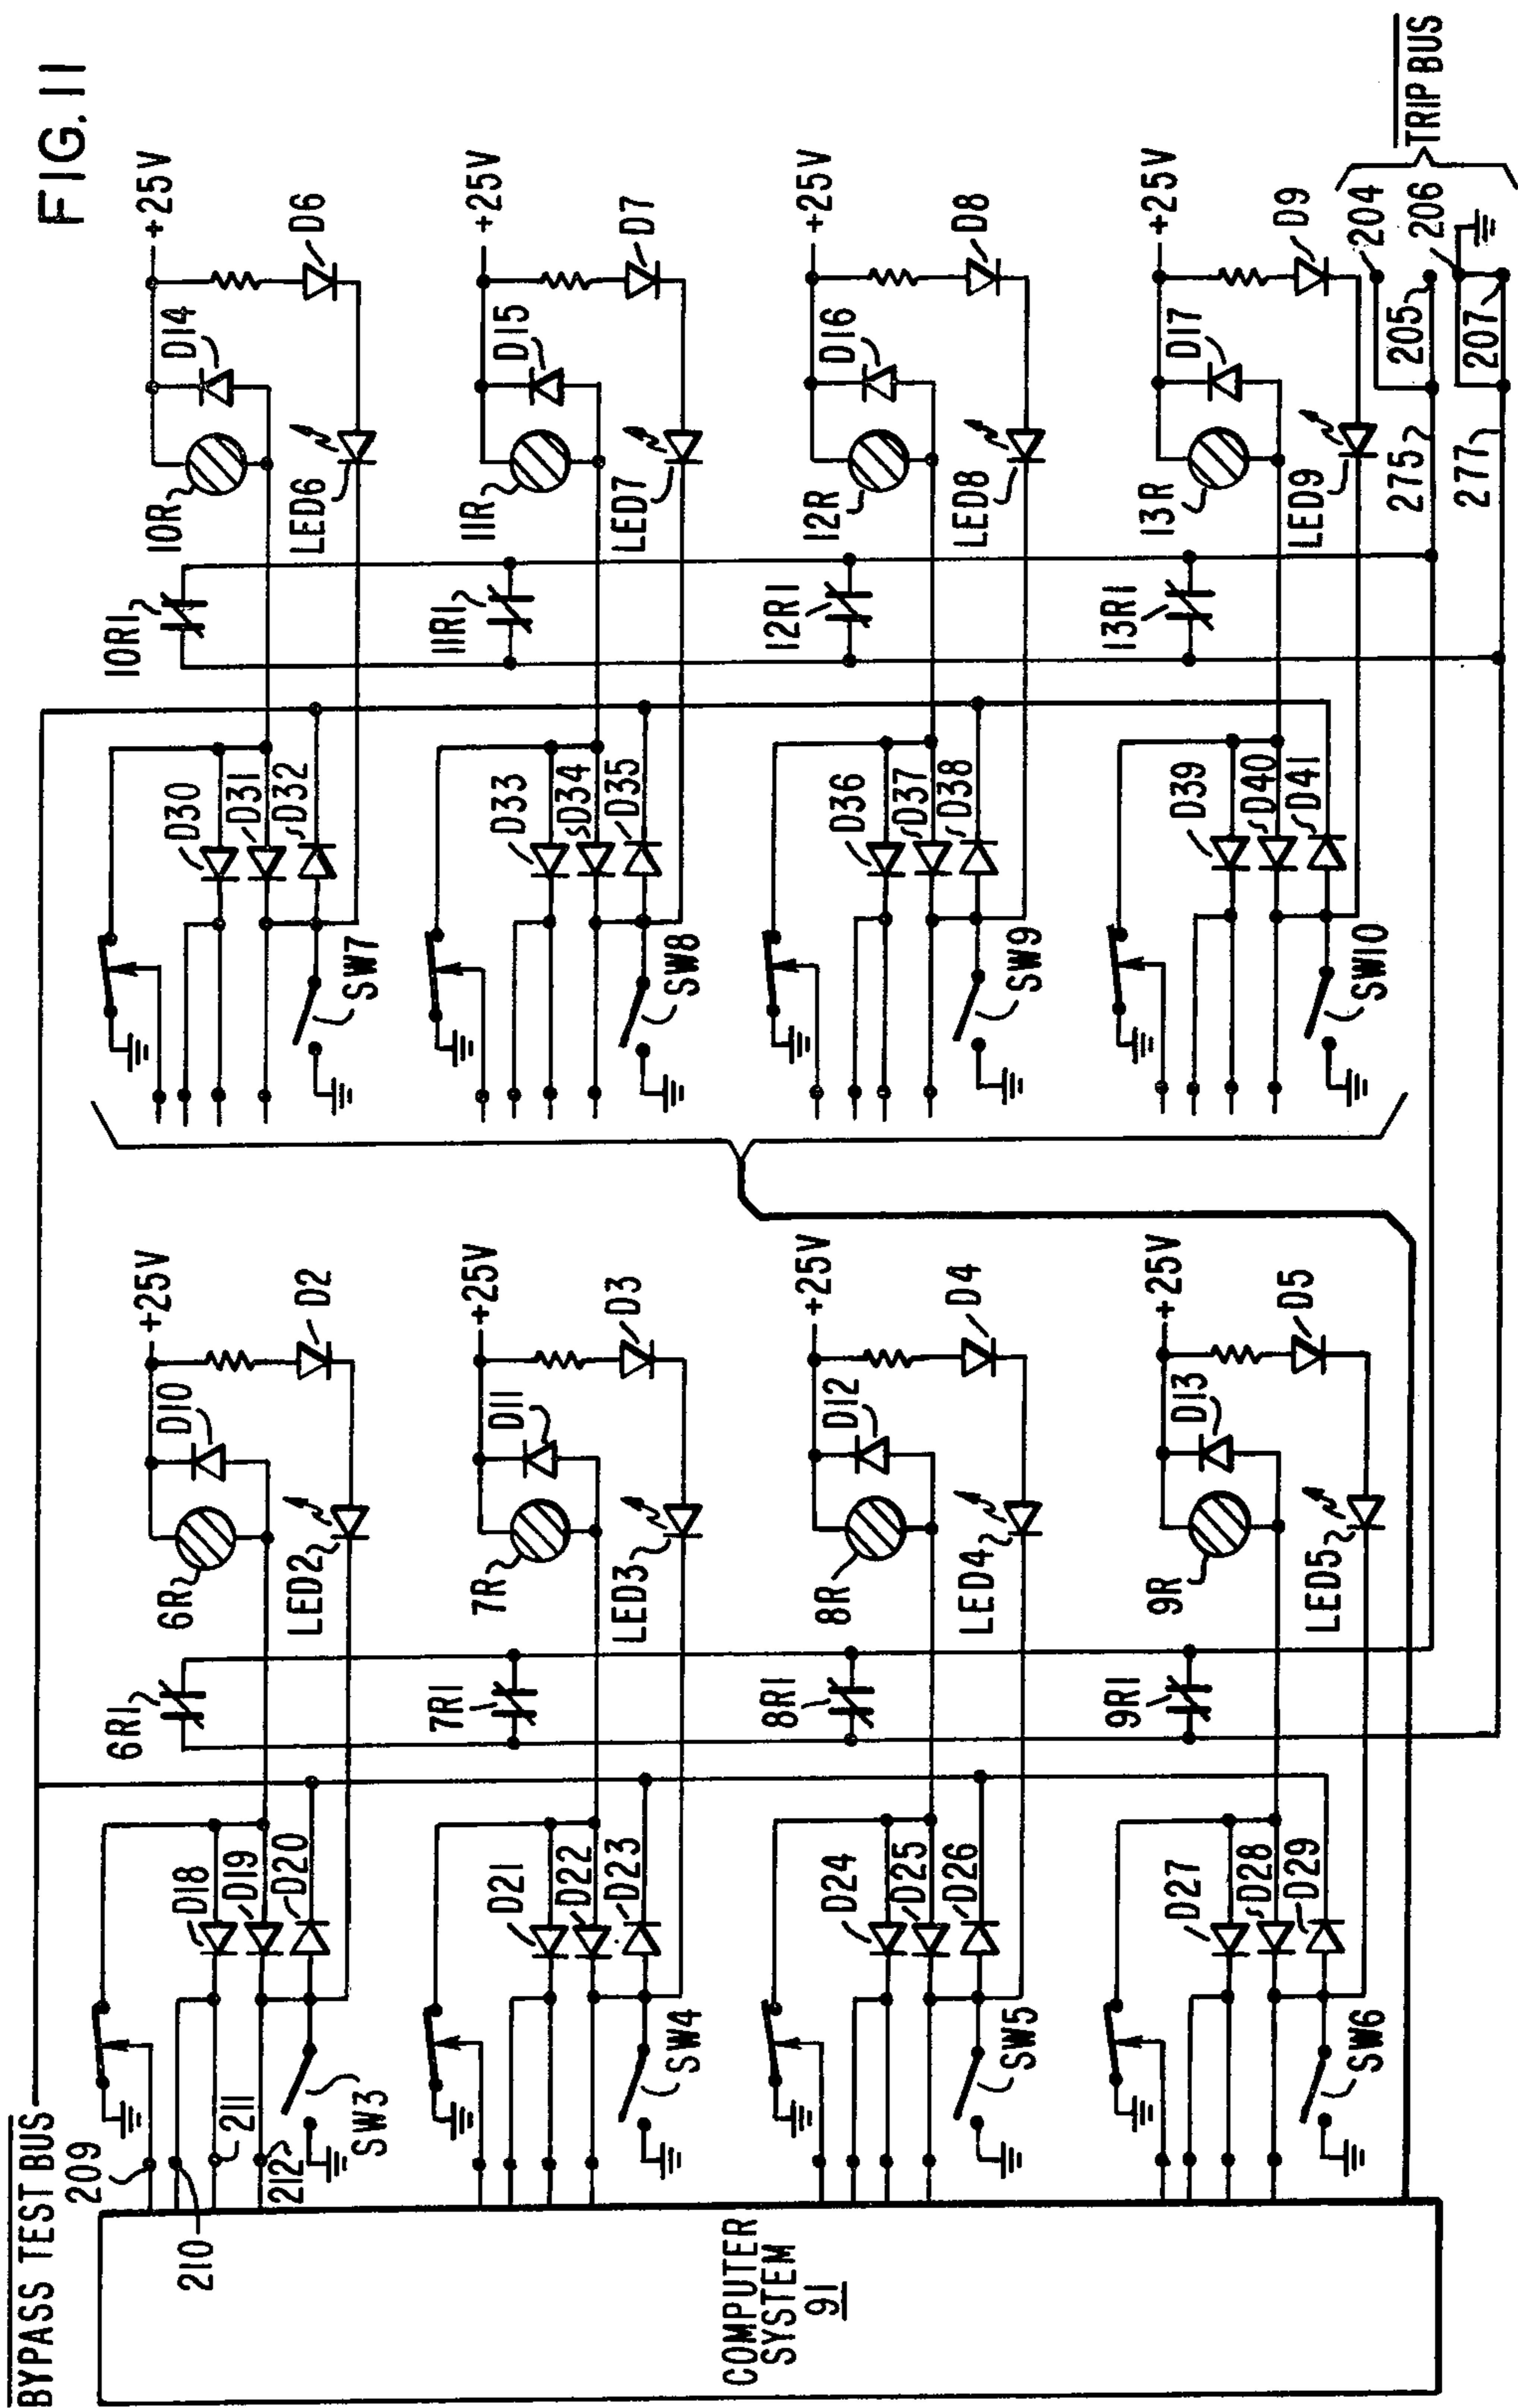 FIG. 11
BYPASS TEST BUS
209
210
211
212
SW3
D18
D19
D20
6R1
6R
D10
+25V
D2
LED2
SW4
D21
D22
D23
7R1
7R
D11
+25V
D3
LED3
SW5
D24
D25
D26
8R1
8R
D12
+25V
D4
LED4
SW6
D27
D28
D29
9R1
9R
D13
+25V
D5
LED5
COMPUTER
SYSTEM
91
SW7
D30
D31
D32
10R1
10R
D14
+25V
D6
LED6
SW8
D33
D34
D35
11R1
11R
D15
+25V
D7
LED7
SW9
D36
D37
D38
12R1
12R
D16
+25V
D8
LED8
SW10
D39
D40
D41
13R1
13R
D17
+25V
D9
LED9
275
277
204
205
206
207
TRIP BUS